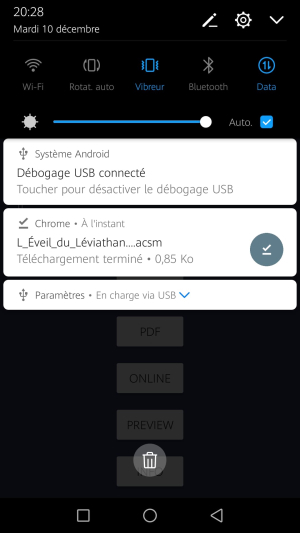 20:28
Mardi 10 décembre
Wi-Fi Rotat. auto Vibreur Bluetooth Data
Auto.
Système Android
Débogage USB connecté
Toucher pour désactiver le débogage USB
Chrome • À l'instant
L_Éveil_du_Léviathan....acsm
Téléchargement terminé • 0,85 Ko
Paramètres • En charge via USB
PDF
ONLINE
PREVIEW